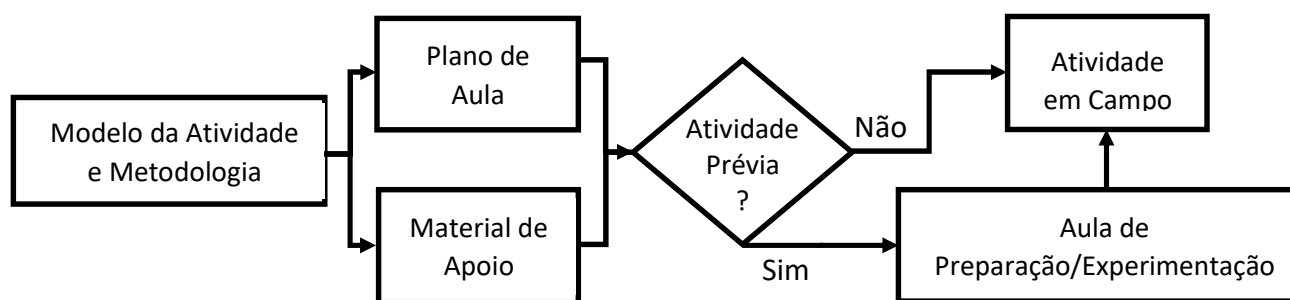 Modelo da Atividade
e Metodologia
Plano de
Aula
Material de
Apoio
Atividade
Prévia
?
Não
Sim
Atividade
em Campo
Aula de
Preparação/Experimentação